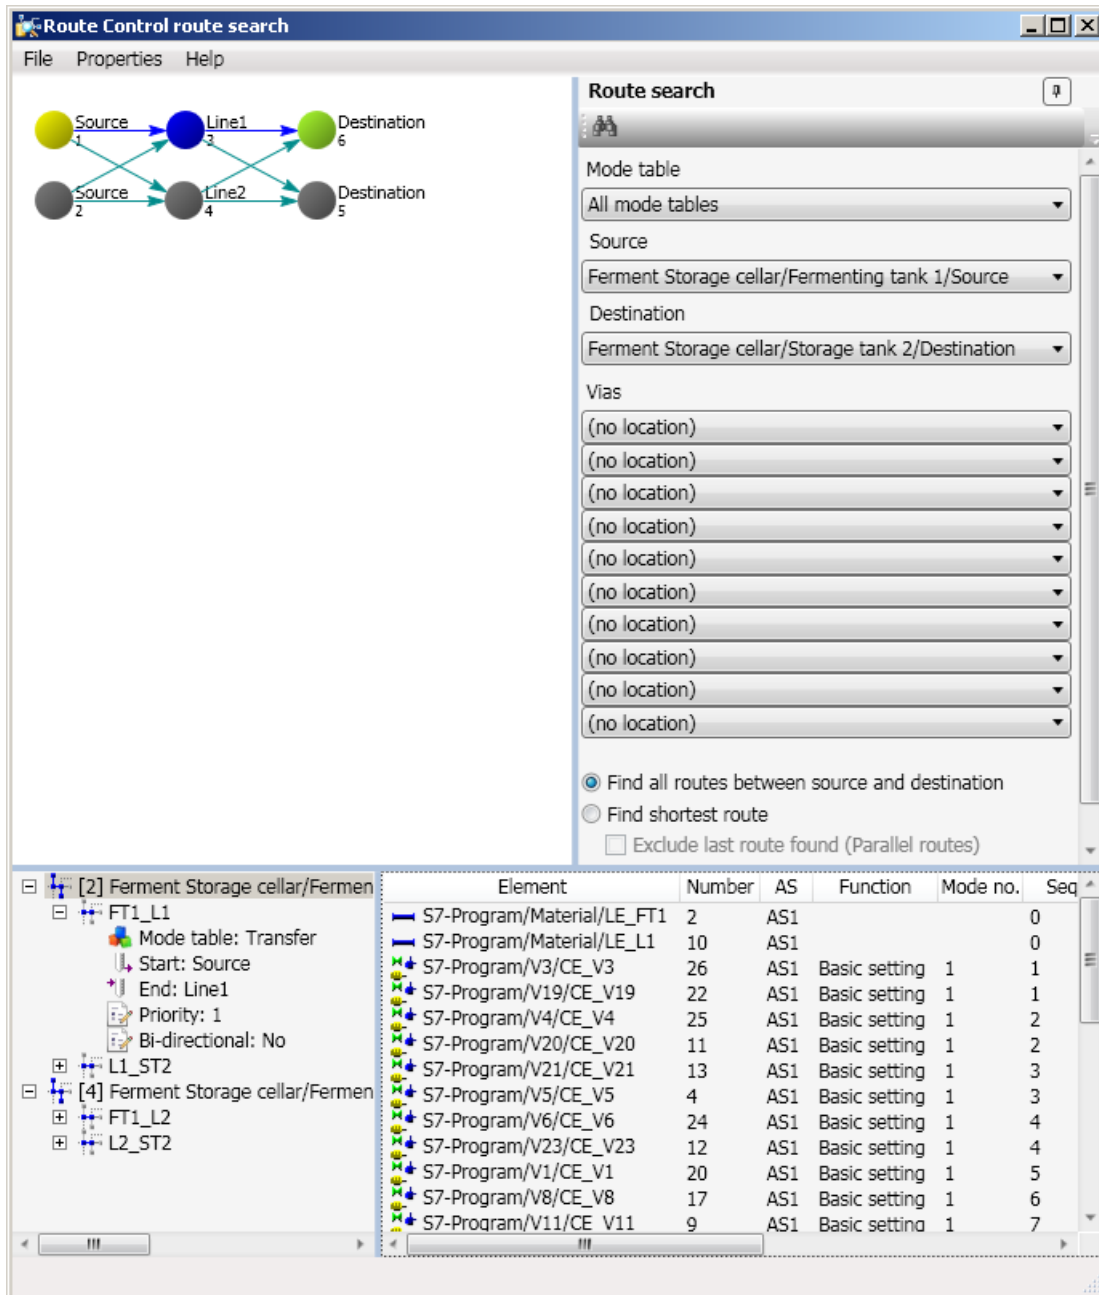 Route Control route search
File Properties Help
Source
1
Line1
3
Destination
6
Source
2
Line2
4
Destination
5
Route search
Mode table
All mode tables
Source
Ferment Storage cellar/Fermenting tank 1/Source
Destination
Ferment Storage cellar/Storage tank 2/Destination
Vias
(no location)
(no location)
(no location)
(no location)
(no location)
(no location)
(no location)
(no location)
(no location)
(no location)
Find all routes between source and destination
Find shortest route
Exclude last route found (Parallel routes)
[2] Ferment Storage cellar/Fermen
FT1_L1
Mode table: Transfer
Start: Source
End: Line1
Priority: 1
Bi-directional: No
L1_ST2
[4] Ferment Storage cellar/Fermen
FT1_L2
L2_ST2
Element Number AS Function Mode no. Seq
S7-Program/Material/LE_FT1 2 AS1 0
S7-Program/Material/LE_L1 10 AS1 0
S7-Program/V3/CE_V3 26 AS1 Basic setting 1 1
S7-Program/V19/CE_V19 22 AS1 Basic setting 1 1
S7-Program/V4/CE_V4 25 AS1 Basic setting 1 2
S7-Program/V20/CE_V20 11 AS1 Basic setting 1 2
S7-Program/V21/CE_V21 13 AS1 Basic setting 1 3
S7-Program/V5/CE_V5 4 AS1 Basic setting 1 3
S7-Program/V6/CE_V6 24 AS1 Basic setting 1 4
S7-Program/V23/CE_V23 12 AS1 Basic setting 1 4
S7-Program/V1/CE_V1 20 AS1 Basic setting 1 5
S7-Program/V8/CE_V8 17 AS1 Basic setting 1 6
S7-Program/V11/CE_V11 9 AS1 Basic setting 1 7